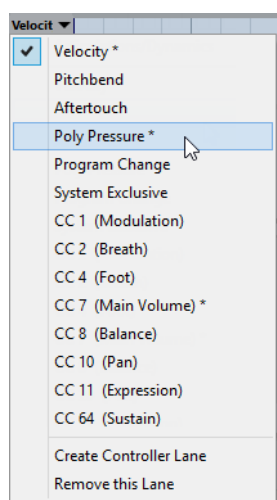 Velocit
Velocity *
Pitchbend
Aftertouch
Poly Pressure *
Program Change
System Exclusive
CC 1 (Modulation)
CC 2 (Breath)
CC 4 (Foot)
CC 7 (Main Volume) *
CC 8 (Balance)
CC 10 (Pan)
CC 11 (Expression)
CC 64 (Sustain)
Create Controller Lane
Remove this Lane